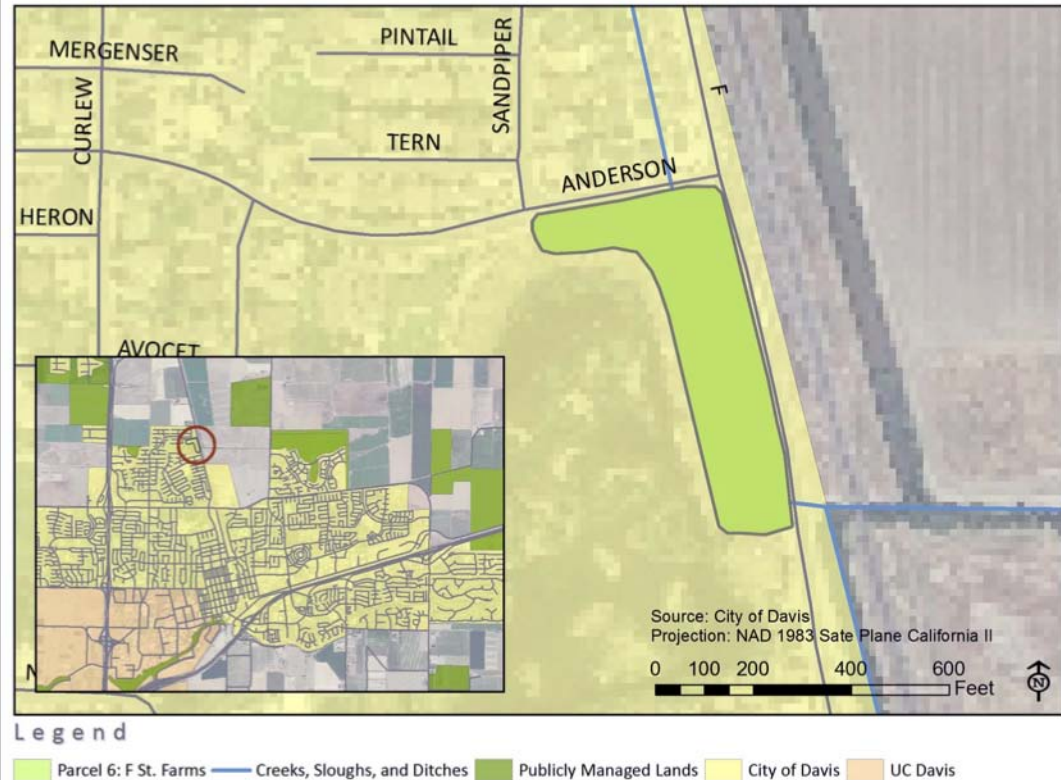 PINTAIL
MERGENSER
SANDPIPER
CURLEW
F
TERN
ANDERSON
HERON
AVOCET
N
Source: City of Davis
Projection: NAD 1983 Sate Plane California II
0 100 200 400 600
Feet
N
Legend
Parcel 6: F St. Farms Creeks, Sloughs, and Ditches Publicly Managed Lands City of Davis UC Davis